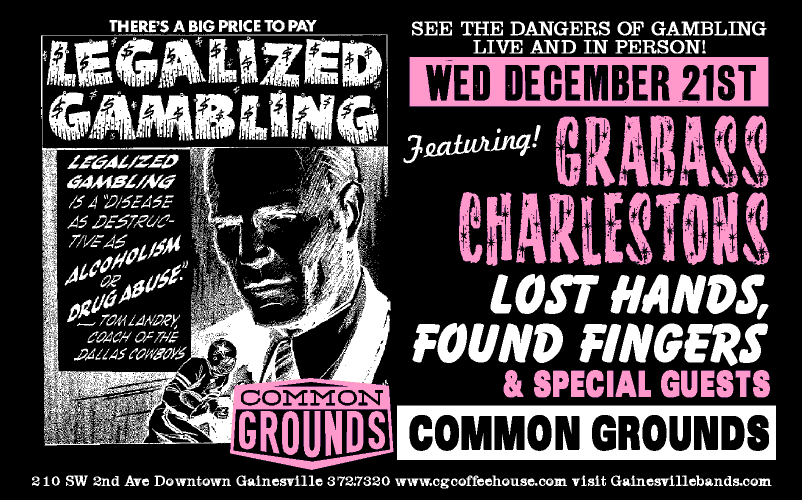 THERE'S A BIG PRICE TO PAY
LEGALIZED
GAMBLING
LEGALIZED
GAMBLING
IS A "DISEASE
AS DESTRUC-
TIVE AS
ALCOHOLISM
OR
DRUG ABUSE."
— TOM LANDRY,
COACH OF THE
DALLAS COWBOYS
COMMON
GROUNDS
SEE THE DANGERS OF GAMBLING
LIVE AND IN PERSON!
WED DECEMBER 21ST
Featuring!
GRABASS
CHARLESTONS
LOST HANDS,
FOUND FINGERS
& SPECIAL GUESTS
COMMON GROUNDS
210 SW 2nd Ave Downtown Gainesville 372.7320 www.cgcoffeehouse.com visit Gainesvillebands.com